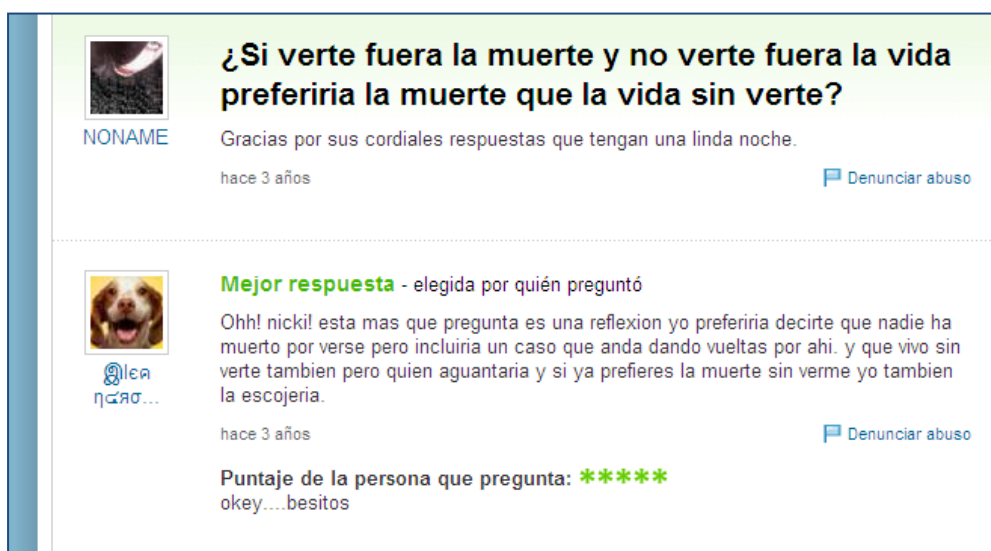 ¿Si verte fuera la muerte y no verte fuera la vida
preferiria la muerte que la vida sin verte?
NONAME
Gracias por sus cordiales respuestas que tengan una linda noche.
hace 3 años
Denunciar abuso
Mejor respuesta - elegida por quién preguntó
Ohh! nicki! esta mas que pregunta es una reflexion yo preferiria decirte que nadie ha
muerto por verse pero incluiria un caso que anda dando vueltas por ahi. y que vivo sin
verte tambien pero quien aguantaria y si ya prefieres la muerte sin verme yo tambien
la escojeria.
hace 3 años
Denunciar abuso
Puntaje de la persona que pregunta: *****
okey....besitos